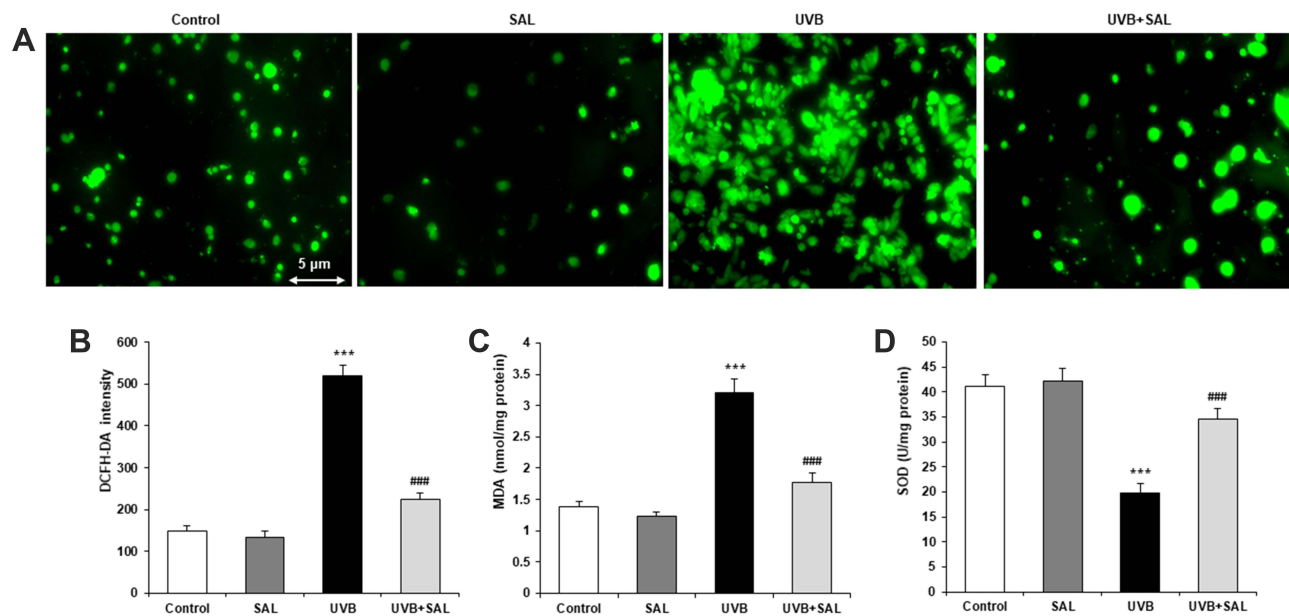 Control SAL UVB UVB+SAL
A
5 µm
B
600
500
400
300
200
100
0
DCFH-DA intensity
***
###
Control SAL UVB UVB+SAL
C
4
3.5
3
2.5
2
1.5
1
0.5
0
MDA (nmol/mg protein)
***
###
Control SAL UVB UVB+SAL
D
50
45
40
35
30
25
20
15
10
5
0
SOD (U/mg protein)
***
###
Control SAL UVB UVB+SAL